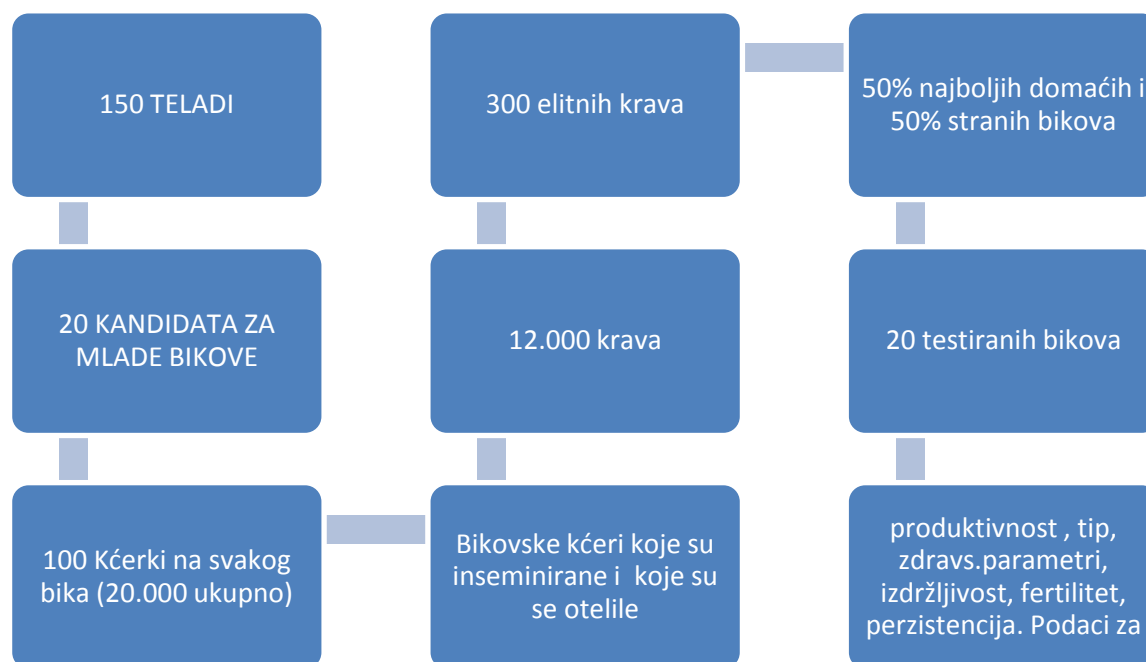 150 TELADI
20 KANDIDATA ZA
MLADE BIKOVE
100 Kćerki na svakog
bika (20.000 ukupno)
Bikovske kćeri koje su
inseminirane i koje su
se otelile
12.000 krava
300 elitnih krava
50% najboljih domaćih i
50% stranih bikova
20 testiranih bikova
produktivnost , tip,
zdravs.parametri,
izdržljivost, fertilitet,
perzistencija. Podaci za